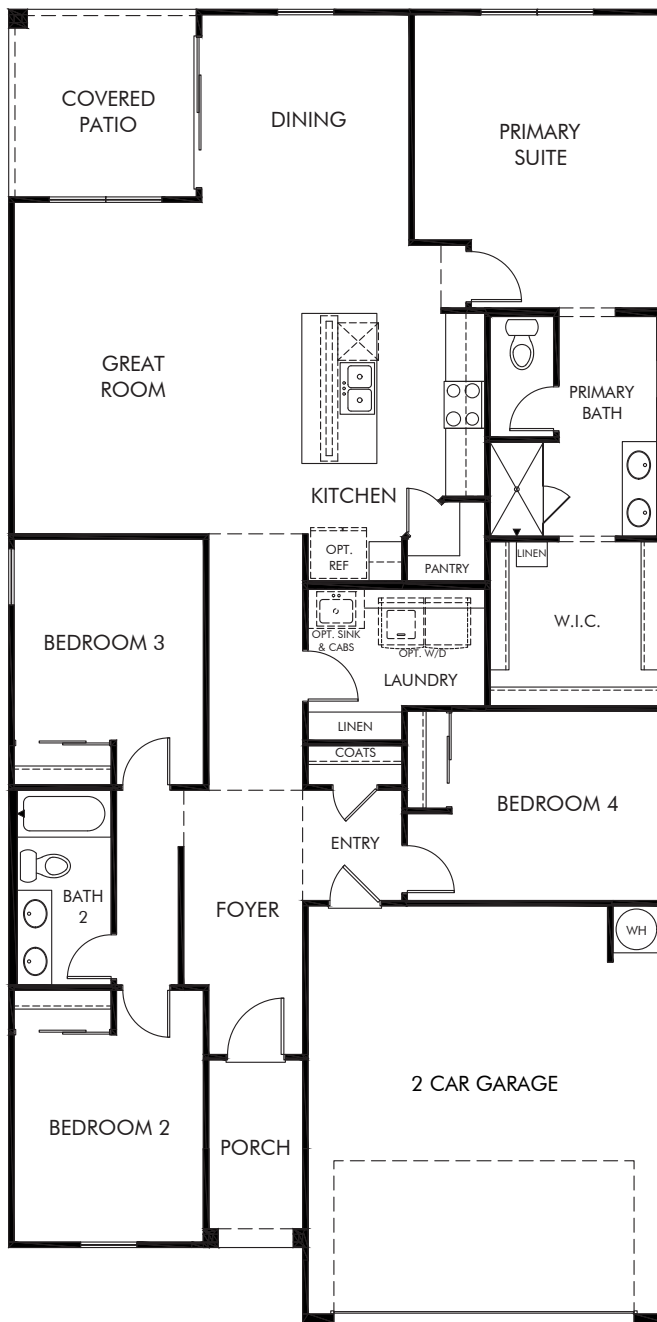 COVERED
PATIO
DINING
PRIMARY
SUITE
GREAT
ROOM
PRIMARY
BATH
KITCHEN
OPT.
REF
PANTRY
LINEN
W.I.C.
OPT. SINK
& CABS
OPT. W/D
LAUNDRY
BEDROOM 3
LINEN
COATS
BEDROOM 4
ENTRY
BATH
2
FOYER
WH
2 CAR GARAGE
BEDROOM 2
PORCH